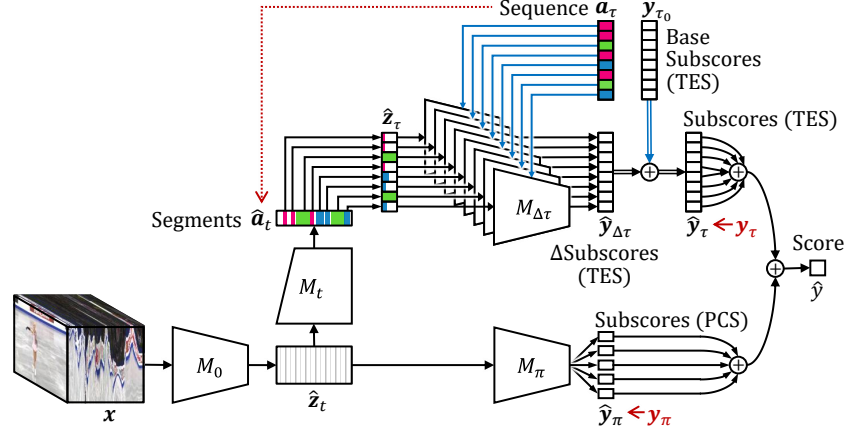 Sequence 𝒂_τ 𝒚_τ₀
Base
Subscores
(TES)
ẑ_τ
Subscores (TES)
Segments â_t
M_Δτ
ŷ_Δτ
ŷ_τ ← y_τ
ΔSubscores
(TES)
Score
ŷ
M_t
Subscores (PCS)
M_0
M_π
x
ẑ_t
ŷ_π ← y_π